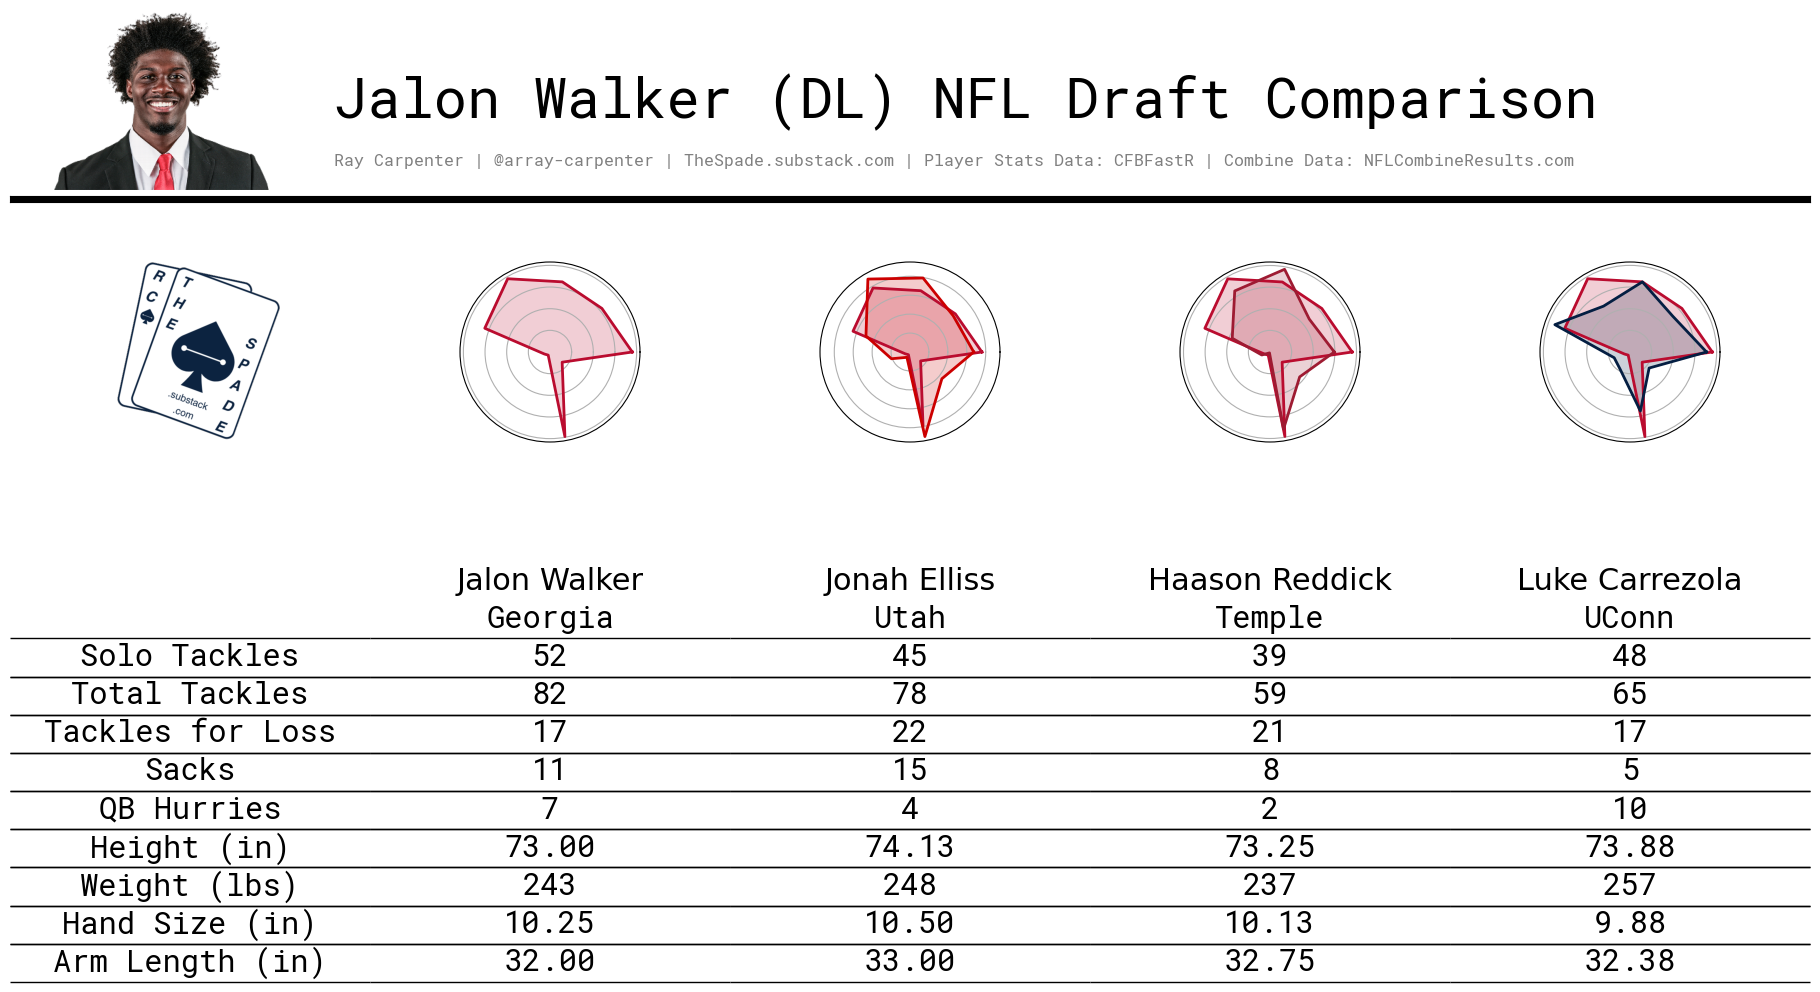 Jalon Walker (DL) NFL Draft Comparison
Ray Carpenter | @array-carpenter | TheSpade.substack.com | Player Stats Data: CFBFastR | Combine Data: NFLCombineResults.com
R C
THE SPADE
.substack
.com
Jalon Walker Jonah Elliss Haason Reddick Luke Carrezola
Georgia Utah Temple UConn
Solo Tackles 52 45 39 48
Total Tackles 82 78 59 65
Tackles for Loss 17 22 21 17
Sacks 11 15 8 5
QB Hurries 7 4 2 10
Height (in) 73.00 74.13 73.25 73.88
Weight (lbs) 243 248 237 257
Hand Size (in) 10.25 10.50 10.13 9.88
Arm Length (in) 32.00 33.00 32.75 32.38